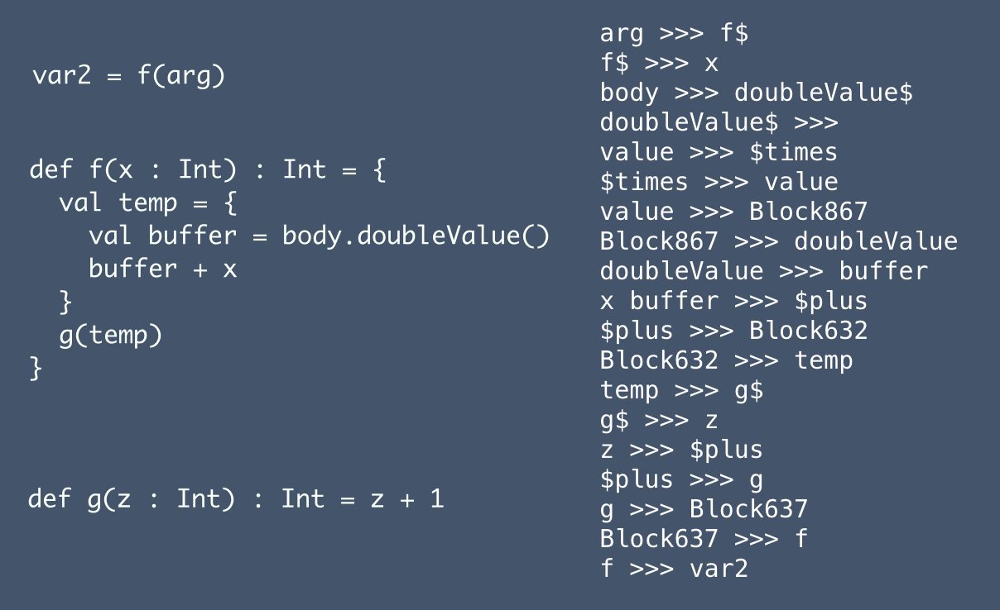 var2 = f(arg)
def f(x : Int) : Int = {
  val temp = {
    val buffer = body.doubleValue()
    buffer + x
  }
  g(temp)
}
def g(z : Int) : Int = z + 1
arg >>> f$
f$ >>> x
body >>> doubleValue$
doubleValue$ >>>
value >>> $times
$times >>> value
value >>> Block867
Block867 >>> doubleValue
doubleValue >>> buffer
x buffer >>> $plus
$plus >>> Block632
Block632 >>> temp
temp >>> g$
g$ >>> z
z >>> $plus
$plus >>> g
g >>> Block637
Block637 >>> f
f >>> var2